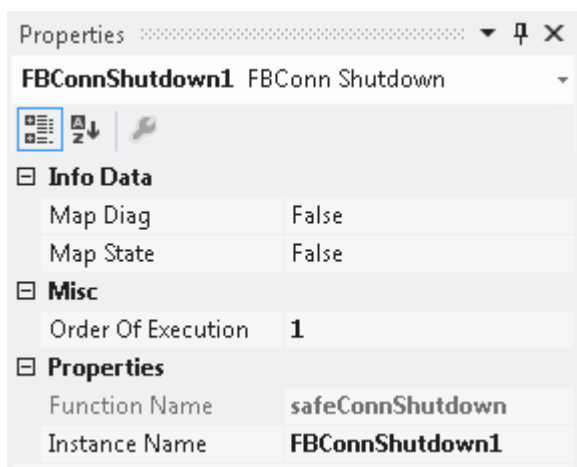 Properties
FBConnShutdown1 FBConn Shutdown
Info Data
Map Diag False
Map State False
Misc
Order Of Execution 1
Properties
Function Name safeConnShutdown
Instance Name FBConnShutdown1